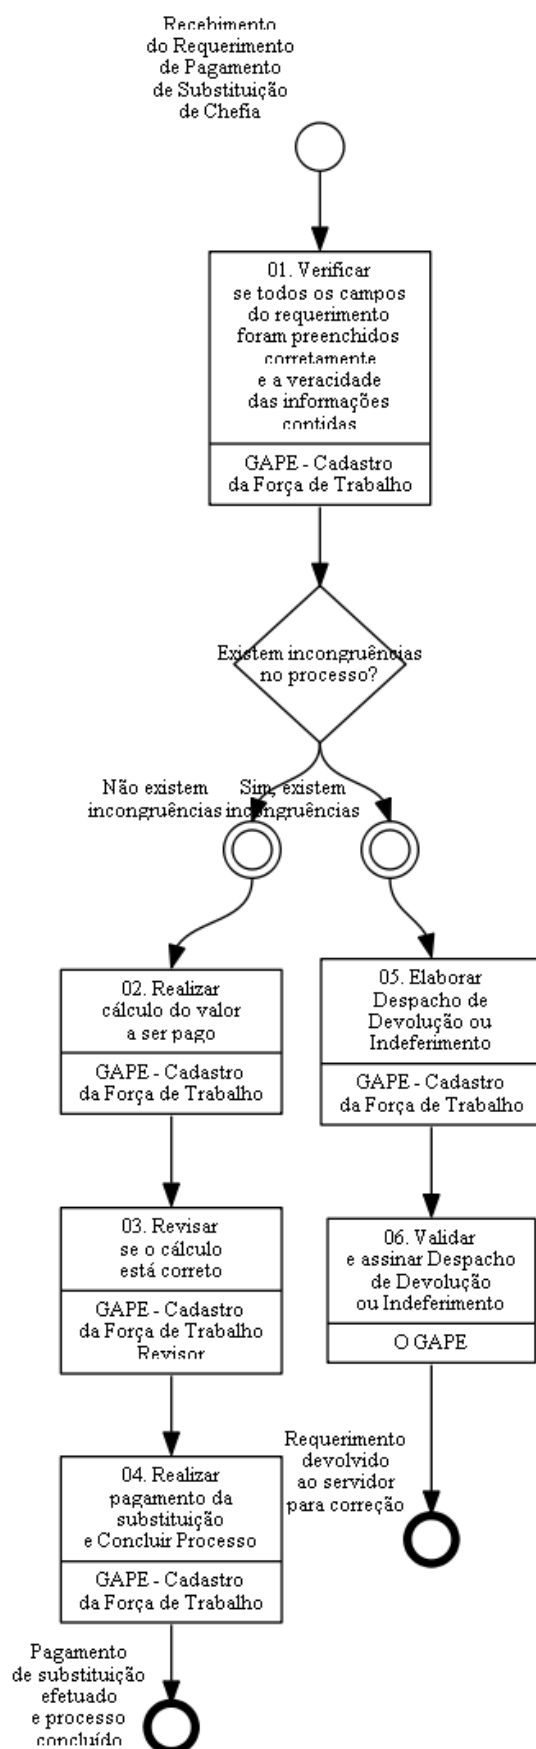 Recebimento
do Requerimento
de Pagamento
de Substituição
de Chefia
01. Verificar
se todos os campos
do requerimento
foram preenchidos
corretamente
e a veracidade
das informações
contidas
GAPE - Cadastro
da Força de Trabalho
Existem incongruências
no processo?
Não existem
incongruências
Sim, existem
incongruências
02. Realizar
cálculo do valor
a ser pago
GAPE - Cadastro
da Força de Trabalho
05. Elaborar
Despacho de
Devolução ou
Indeferimento
GAPE - Cadastro
da Força de Trabalho
03. Revisar
se o cálculo
está correto
GAPE - Cadastro
da Força de Trabalho
Revisor
06. Validar
e assinar Despacho
de Devolução
ou Indeferimento
O GAPE
04. Realizar
pagamento da
substituição
e Concluir Processo
GAPE - Cadastro
da Força de Trabalho
Requerimento
devolvido
ao servidor
para correção
Pagamento
de substituição
efetuado
e processo
concluído